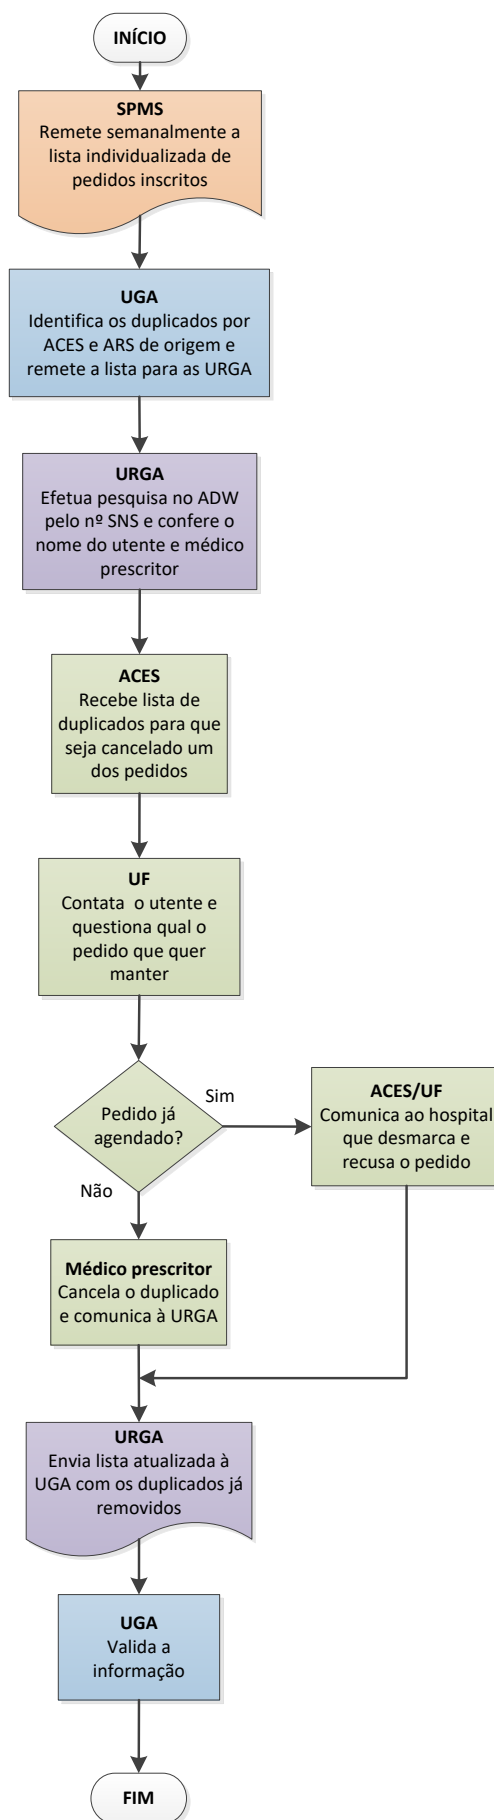 INÍCIO
SPMS
Remete semanalmente a
lista individualizada de
pedidos inscritos
UGA
Identifica os duplicados por
ACES e ARS de origem e
remete a lista para as URGA
URGA
Efetua pesquisa no ADW
pelo nº SNS e confere o
nome do utente e médico
prescritor
ACES
Recebe lista de
duplicados para que
seja cancelado um
dos pedidos
UF
Contata o utente e
questiona qual o
pedido que quer
manter
Pedido já
agendado?
Sim
ACES/UF
Comunica ao hospital
que desmarca e
recusa o pedido
Não
Médico prescritor
Cancela o duplicado
e comunica à URGA
URGA
Envia lista atualizada à
UGA com os duplicados já
removidos
UGA
Valida a
informação
FIM